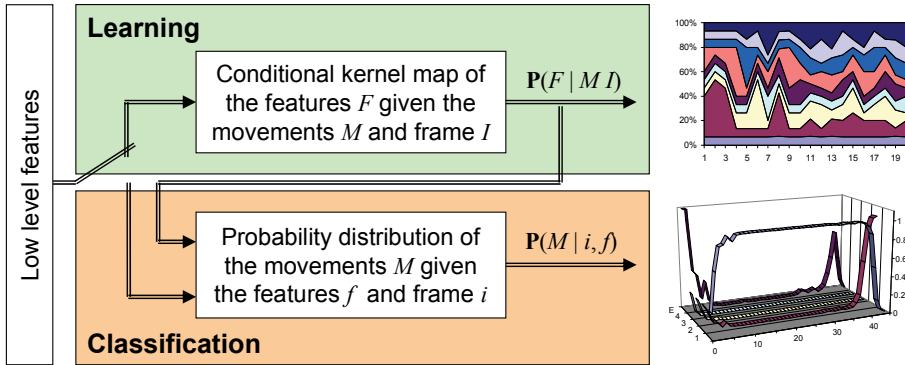 Low level features
Learning
Conditional kernel map of
the features F given the
movements M and frame I
P(F | M I)
Classification
Probability distribution of
the movements M given
the features f and frame i
P(M | i, f)
100%
80%
60%
40%
20%
0%
1 3 5 7 9 11 13 15 17 19
1
0.8
0.6
0.4
0.2
0
E
4
3
2
1
0 10 20 30 40